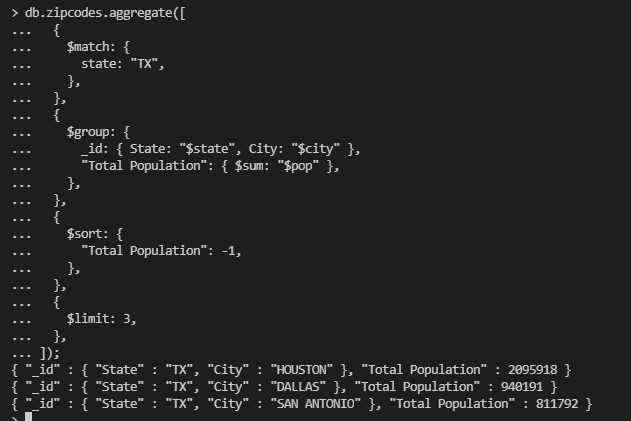 > db.zipcodes.aggregate([
...   {
...     $match: {
...       state: "TX",
...     },
...   },
...   {
...     $group: {
...       _id: { State: "$state", City: "$city" },
...       "Total Population": { $sum: "$pop" },
...     },
...   },
...   {
...     $sort: {
...       "Total Population": -1,
...     },
...   },
...   {
...     $limit: 3,
...   },
... ]);
{ "_id" : { "State" : "TX", "City" : "HOUSTON" }, "Total Population" : 2095918 }
{ "_id" : { "State" : "TX", "City" : "DALLAS" }, "Total Population" : 940191 }
{ "_id" : { "State" : "TX", "City" : "SAN ANTONIO" }, "Total Population" : 811792 }
>